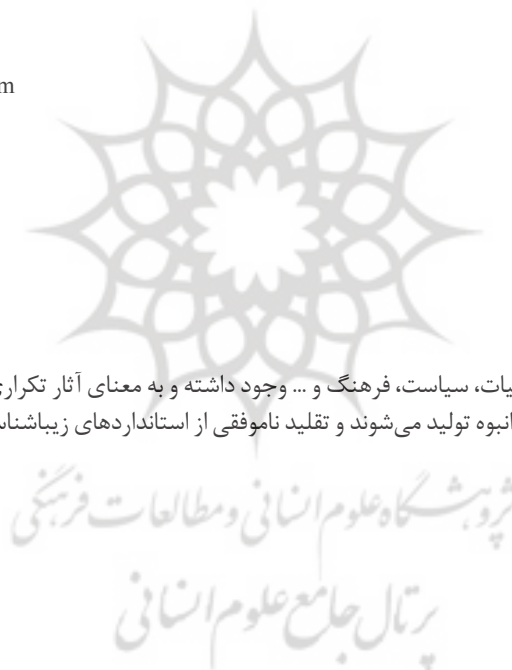 m
یات، سیاست، فرهنگ و ... وجود داشته و به معنای آثار تکراری
انبوه تولید می‌شوند و تقلید ناموفقی از استانداردهای زیباشناس
پژوهشگاه علوم انسانی و مطالعات فرهنگی
پرتال جامع علوم انسانی